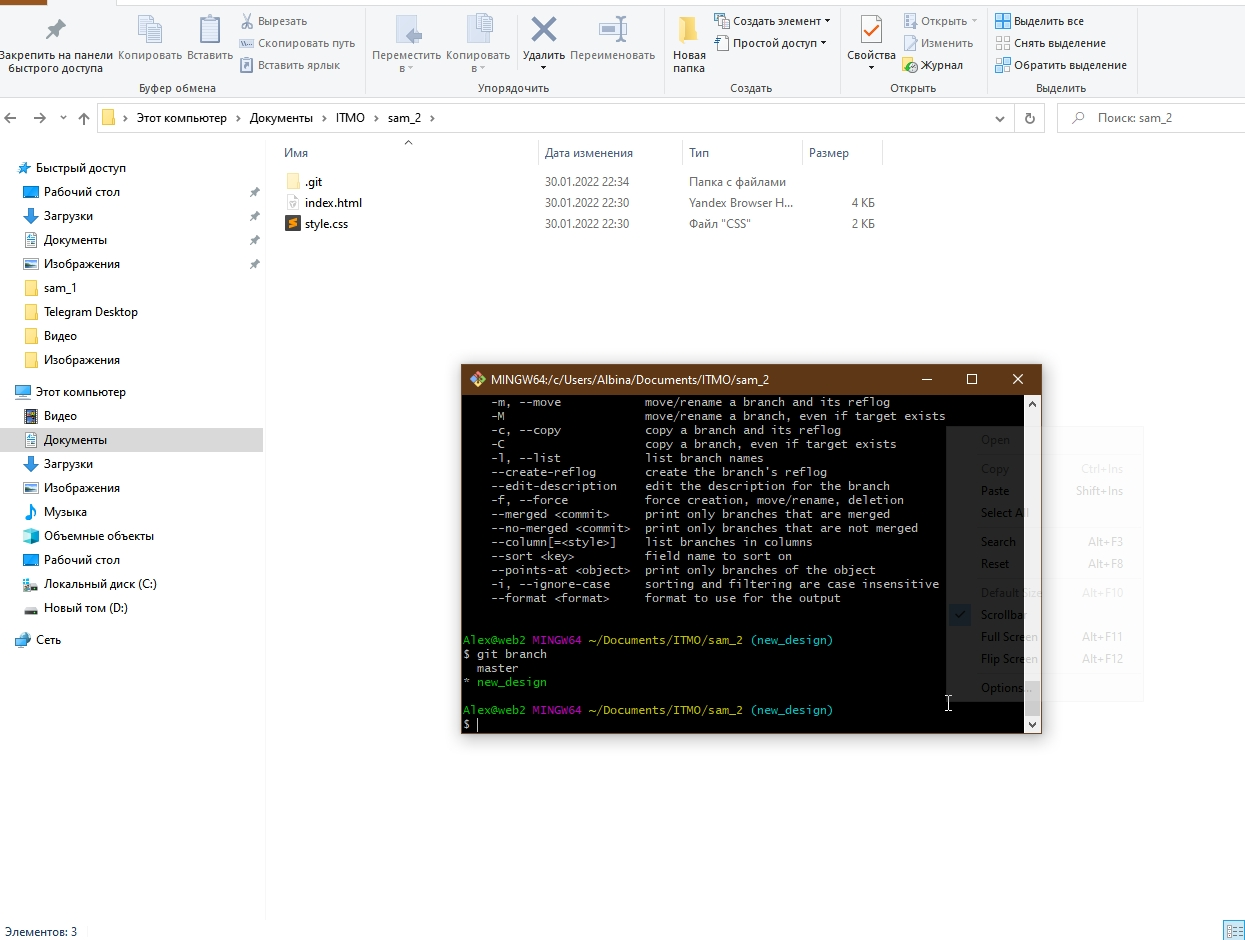 Вырезать
Скопировать путь
Вставить ярлык
Закрепить на панели
быстрого доступа
Копировать
Вставить
Буфер обмена
Переместить
в
Копировать
в
Удалить
Переименовать
Упорядочить
Новая
папка
Создать элемент
Простой доступ
Создать
Свойства
Открыть
Изменить
Журнал
Открыть
Выделить все
Снять выделение
Обратить выделение
Выделить
Этот компьютер
Документы
ITMO
sam_2
Поиск: sam_2
Быстрый доступ
Рабочий стол
Загрузки
Документы
Изображения
sam_1
Telegram Desktop
Видео
Изображения
Этот компьютер
Видео
Документы
Загрузки
Изображения
Музыка
Объемные объекты
Рабочий стол
Локальный диск (C:)
Новый том (D:)
Сеть
Имя Дата изменения Тип Размер
.git 30.01.2022 22:34 Папка с файлами
index.html 30.01.2022 22:30 Yandex Browser H... 4 КБ
style.css 30.01.2022 22:30 Файл "CSS" 2 КБ
MINGW64:/c/Users/Albina/Documents/ITMO/sam_2
-m, --move move/rename a branch and its reflog
-M move/rename a branch, even if target exists
-c, --copy copy a branch and its reflog
-C copy a branch, even if target exists
-l, --list list branch names
--create-reflog create the branch's reflog
--edit-description edit the description for the branch
-f, --force force creation, move/rename, deletion
--merged <commit> print only branches that are merged
--no-merged <commit> print only branches that are not merged
--column[=<style>] list branches in columns
--sort <key> field name to sort on
--points-at <object> print only branches of the object
-i, --ignore-case sorting and filtering are case insensitive
--format <format> format to use for the output
Alex@web2 MINGW64 ~/Documents/ITMO/sam_2 (new_design)
$ git branch
master
* new_design
Alex@web2 MINGW64 ~/Documents/ITMO/sam_2 (new_design)
$
Open
Copy Ctrl+Ins
Paste Shift+Ins
Select All
Search Alt+F3
Reset Alt+F8
Default Size Alt+F10
Scrollbar
Full Screen Alt+F11
Flip Screen Alt+F12
Options...
Элементов: 3